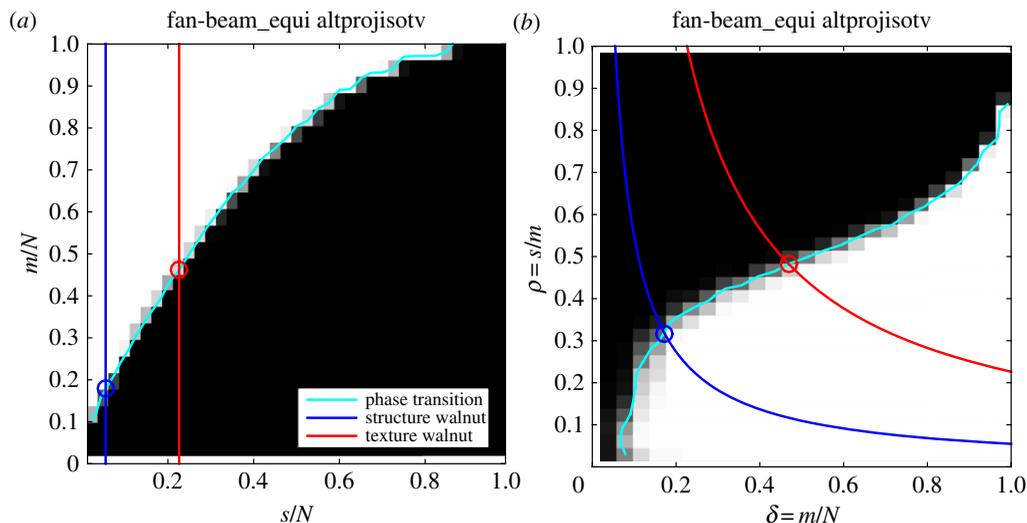 (a)
fan-beam_equi altprojisotv
1.0
0.9
0.8
0.7
0.6
0.5
0.4
0.3
0.2
0.1
0
m/N
0.2 0.4 0.6 0.8 1.0
s/N
phase transition
structure walnut
texture walnut
(b)
fan-beam_equi altprojisotv
1.0
0.9
0.8
0.7
0.6
0.5
0.4
0.3
0.2
0.1
ρ = s/m
0 0.2 0.4 0.6 0.8 1.0
δ = m/N